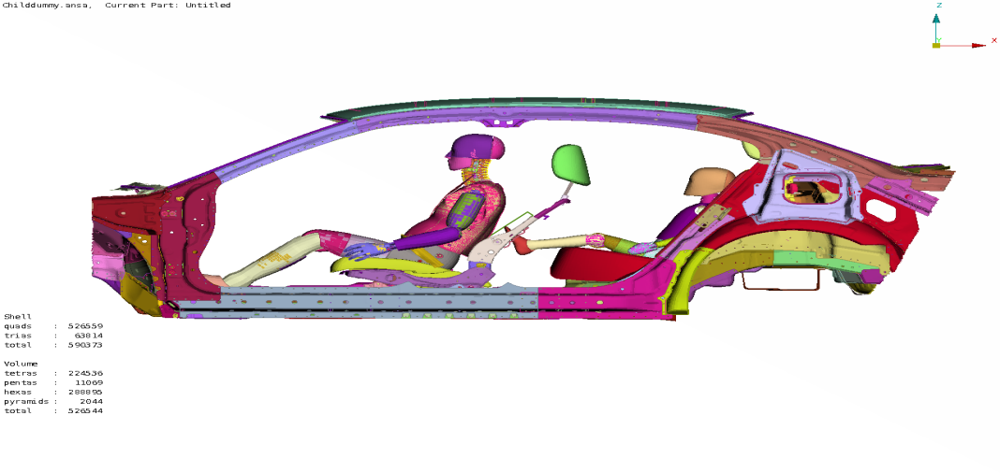 Childdummy.ansa,  Current Part: Untitled
Z
Y
X
Shell
quads    :  526559
trias    :   63814
total    :  590373
Volume
tetras   :  224536
pentas   :   11069
hexas    :  288895
pyramids :    2044
total    :  526544